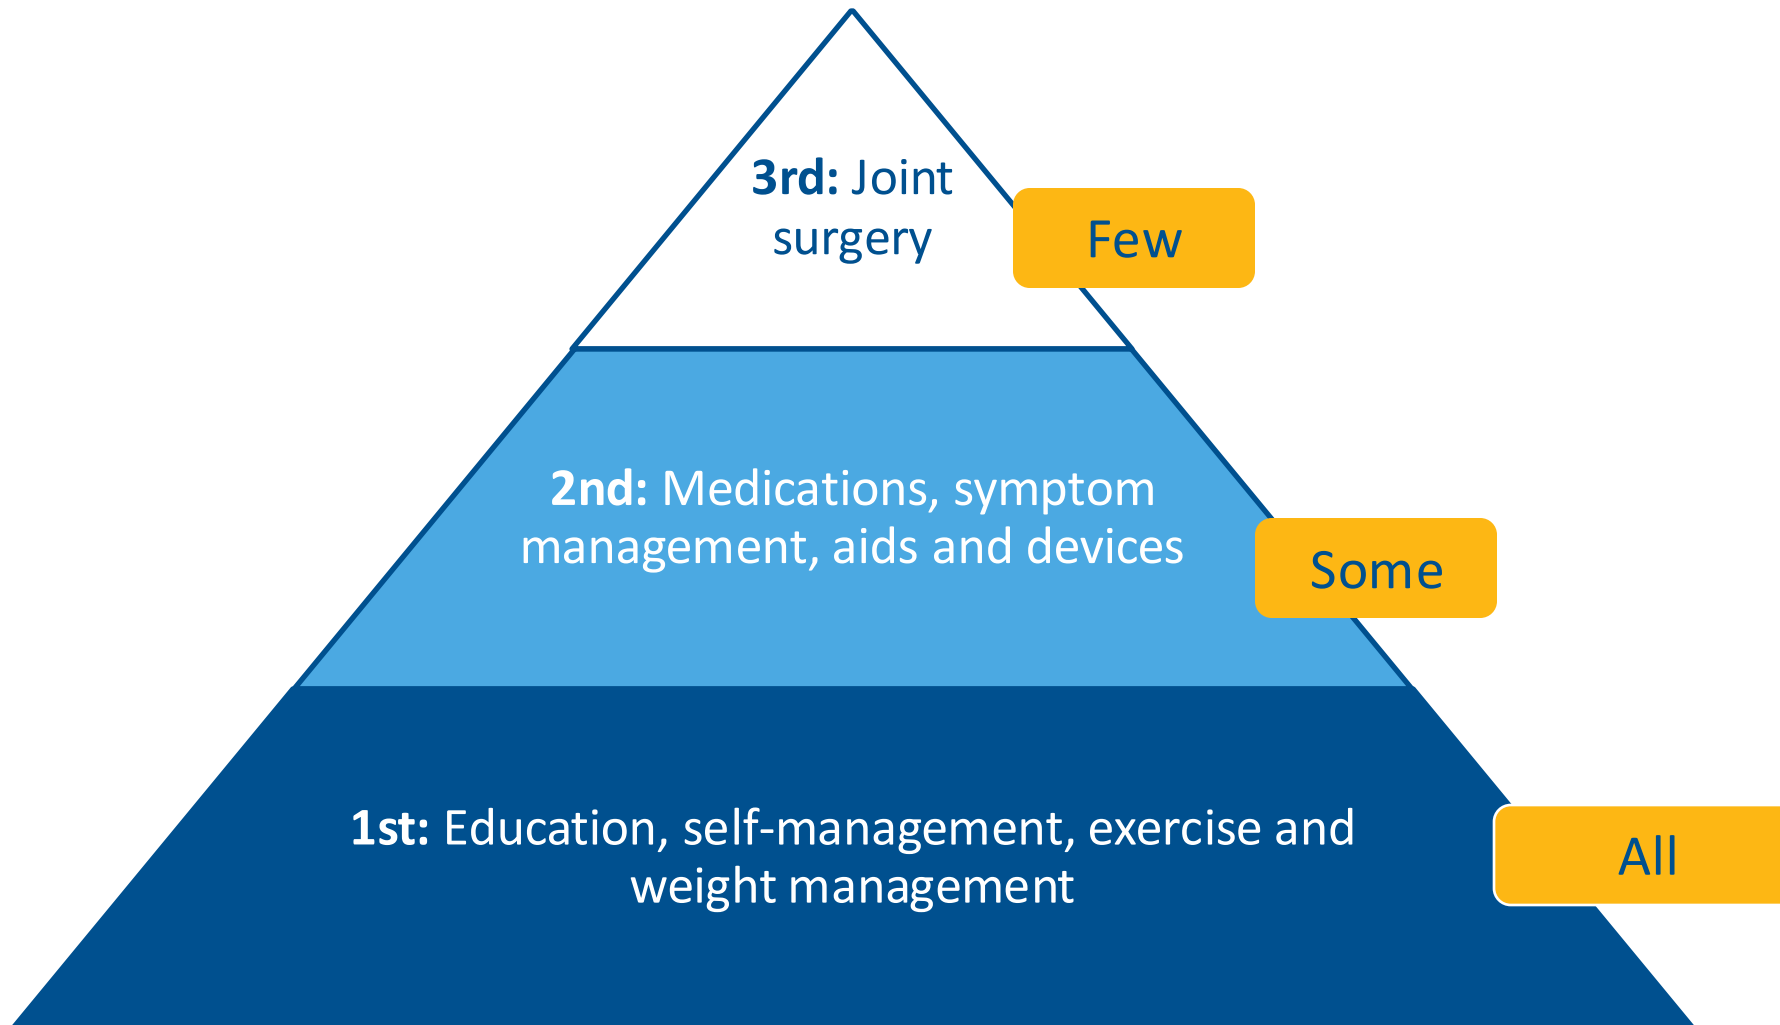 3rd: Joint
surgery
Few
2nd: Medications, symptom
management, aids and devices
Some
1st: Education, self-management, exercise and
weight management
All